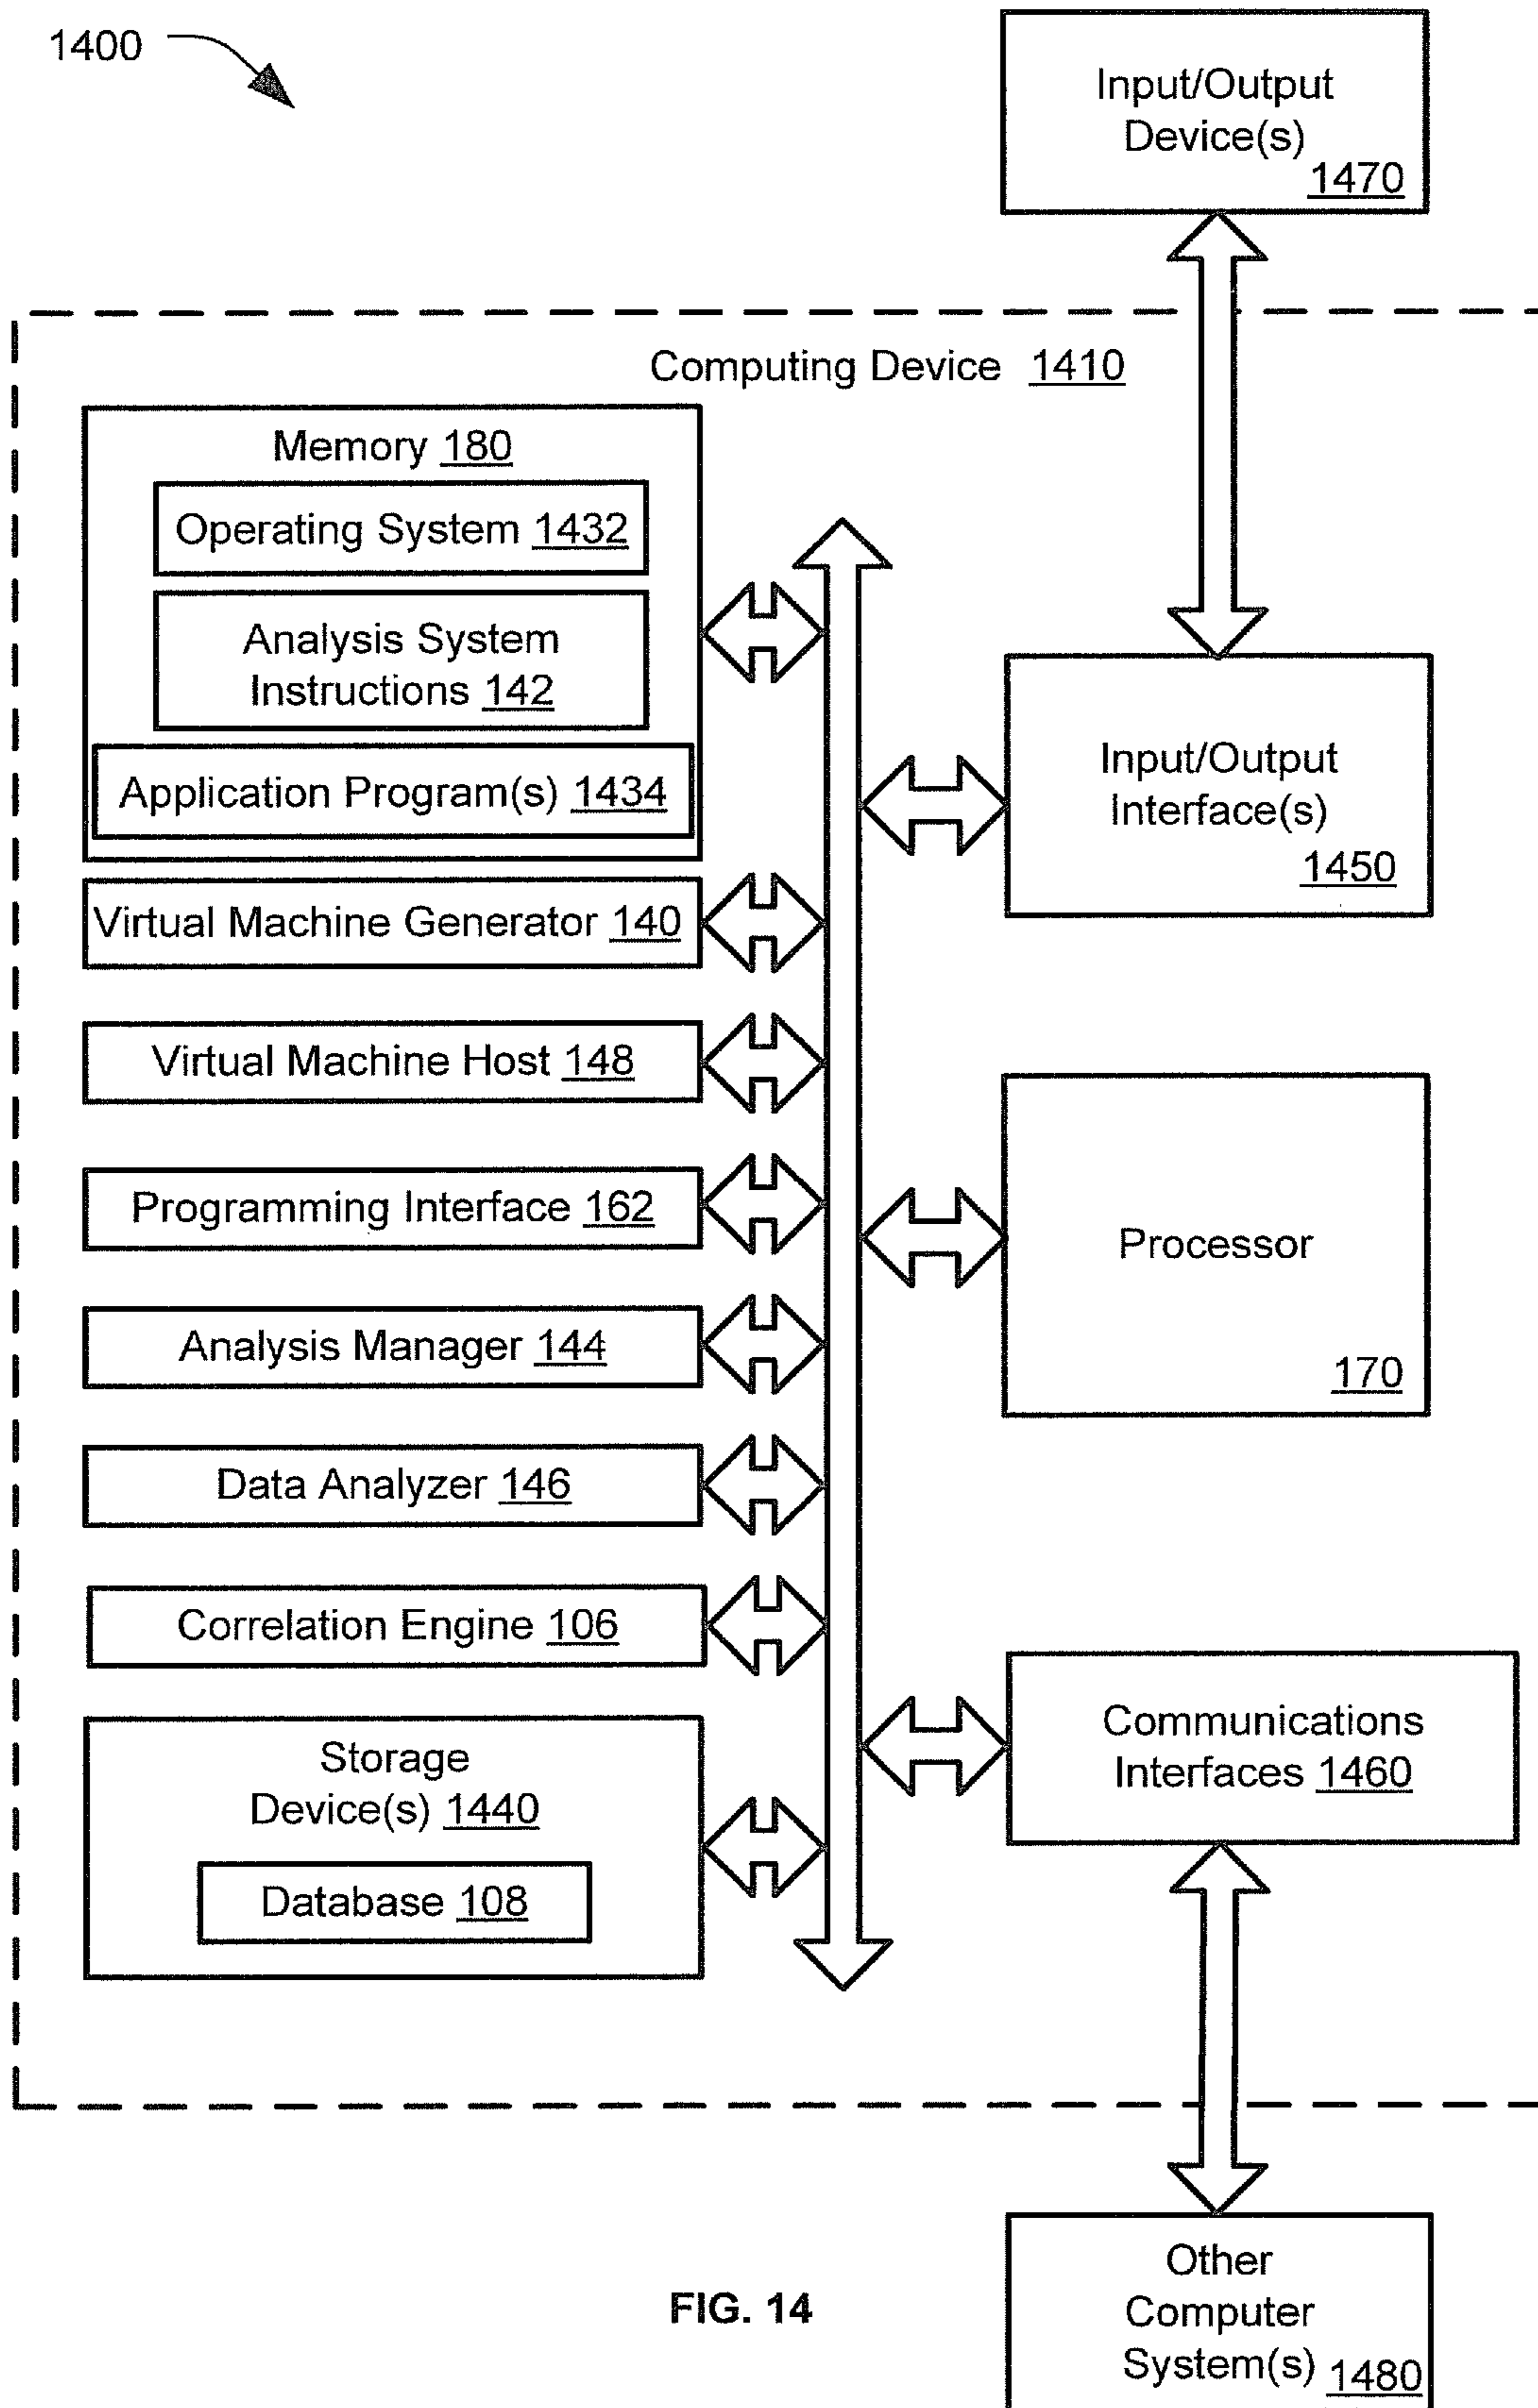 1400
Input/Output
Device(s)
1470
Computing Device 1410
Memory 180
Operating System 1432
Analysis System
Instructions 142
Application Program(s) 1434
Virtual Machine Generator 140
Virtual Machine Host 148
Programming Interface 162
Analysis Manager 144
Data Analyzer 146
Correlation Engine 106
Storage
Device(s) 1440
Database 108
Input/Output
Interface(s)
1450
Processor
170
Communications
Interfaces 1460
Other
Computer
System(s) 1480
FIG. 14